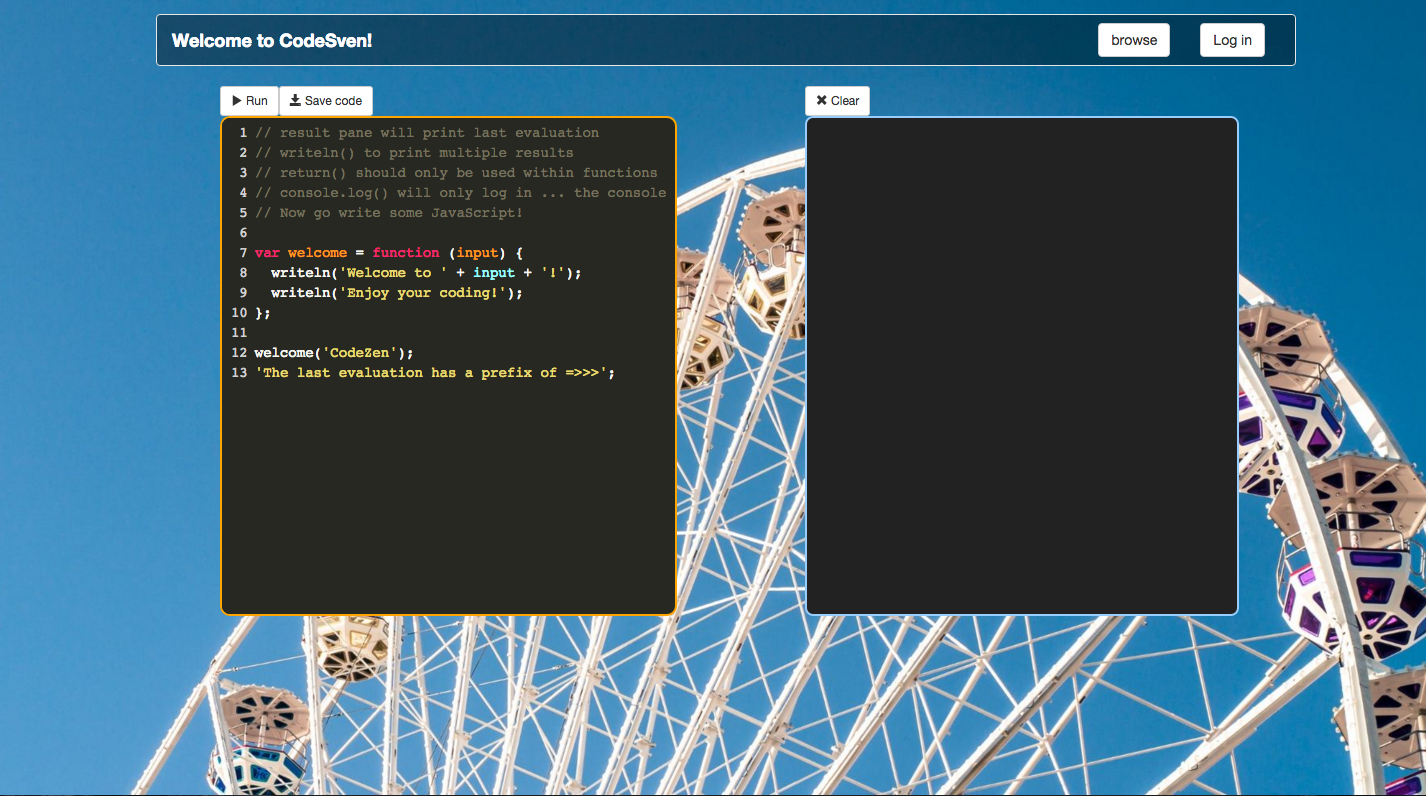 Welcome to CodeSven!
browse
Log in
Run
Save code
Clear
1 // result pane will print last evaluation
2 // writeln() to print multiple results
3 // return() should only be used within functions
4 // console.log() will only log in ... the console
5 // Now go write some JavaScript!
6
7 var welcome = function (input) {
8   writeln('Welcome to ' + input + '!');
9   writeln('Enjoy your coding!');
10 };
11
12 welcome('CodeZen');
13 'The last evaluation has a prefix of =>>>';